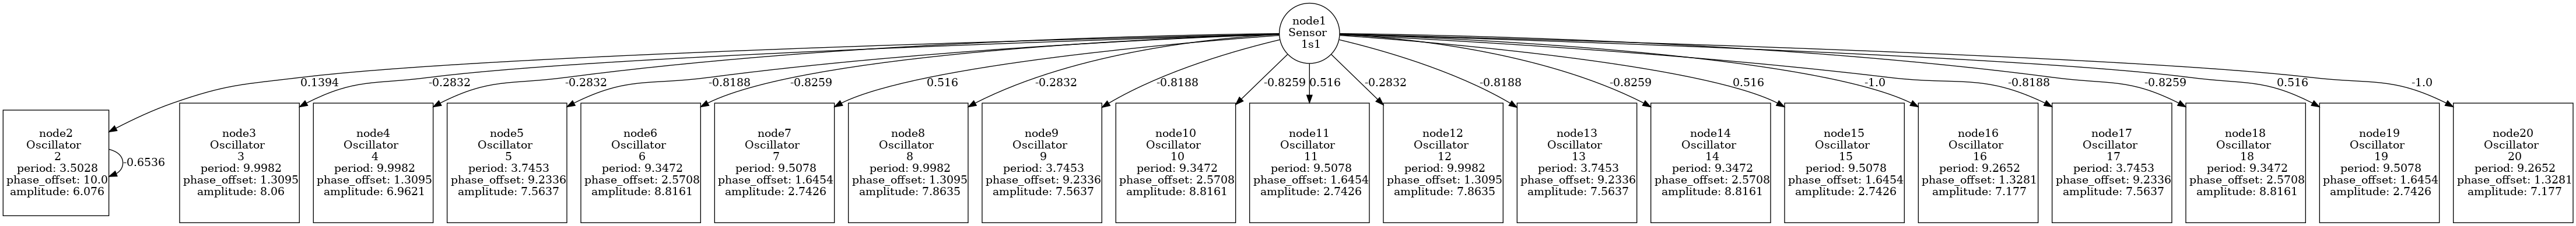 node1
Sensor
1s1
0.1394
-0.2832
-0.2832
-0.8188
-0.8259
0.516
-0.2832
-0.8188
-0.8259
0.516
-0.2832
-0.8188
-0.8259
0.516
-1.0
-0.8188
-0.8259
0.516
-1.0
node2
Oscillator
2
period: 3.5028
phase_offset: 10.0
amplitude: 6.076
-0.6536
node3
Oscillator
3
period: 9.9982
phase_offset: 1.3095
amplitude: 8.06
node4
Oscillator
4
period: 9.9982
phase_offset: 1.3095
amplitude: 6.9621
node5
Oscillator
5
period: 3.7453
phase_offset: 9.2336
amplitude: 7.5637
node6
Oscillator
6
period: 9.3472
phase_offset: 2.5708
amplitude: 8.8161
node7
Oscillator
7
period: 9.5078
phase_offset: 1.6454
amplitude: 2.7426
node8
Oscillator
8
period: 9.9982
phase_offset: 1.3095
amplitude: 7.8635
node9
Oscillator
9
period: 3.7453
phase_offset: 9.2336
amplitude: 7.5637
node10
Oscillator
10
period: 9.3472
phase_offset: 2.5708
amplitude: 8.8161
node11
Oscillator
11
period: 9.5078
phase_offset: 1.6454
amplitude: 2.7426
node12
Oscillator
12
period: 9.9982
phase_offset: 1.3095
amplitude: 7.8635
node13
Oscillator
13
period: 3.7453
phase_offset: 9.2336
amplitude: 7.5637
node14
Oscillator
14
period: 9.3472
phase_offset: 2.5708
amplitude: 8.8161
node15
Oscillator
15
period: 9.5078
phase_offset: 1.6454
amplitude: 2.7426
node16
Oscillator
16
period: 9.2652
phase_offset: 1.3281
amplitude: 7.177
node17
Oscillator
17
period: 3.7453
phase_offset: 9.2336
amplitude: 7.5637
node18
Oscillator
18
period: 9.3472
phase_offset: 2.5708
amplitude: 8.8161
node19
Oscillator
19
period: 9.5078
phase_offset: 1.6454
amplitude: 2.7426
node20
Oscillator
20
period: 9.2652
phase_offset: 1.3281
amplitude: 7.177